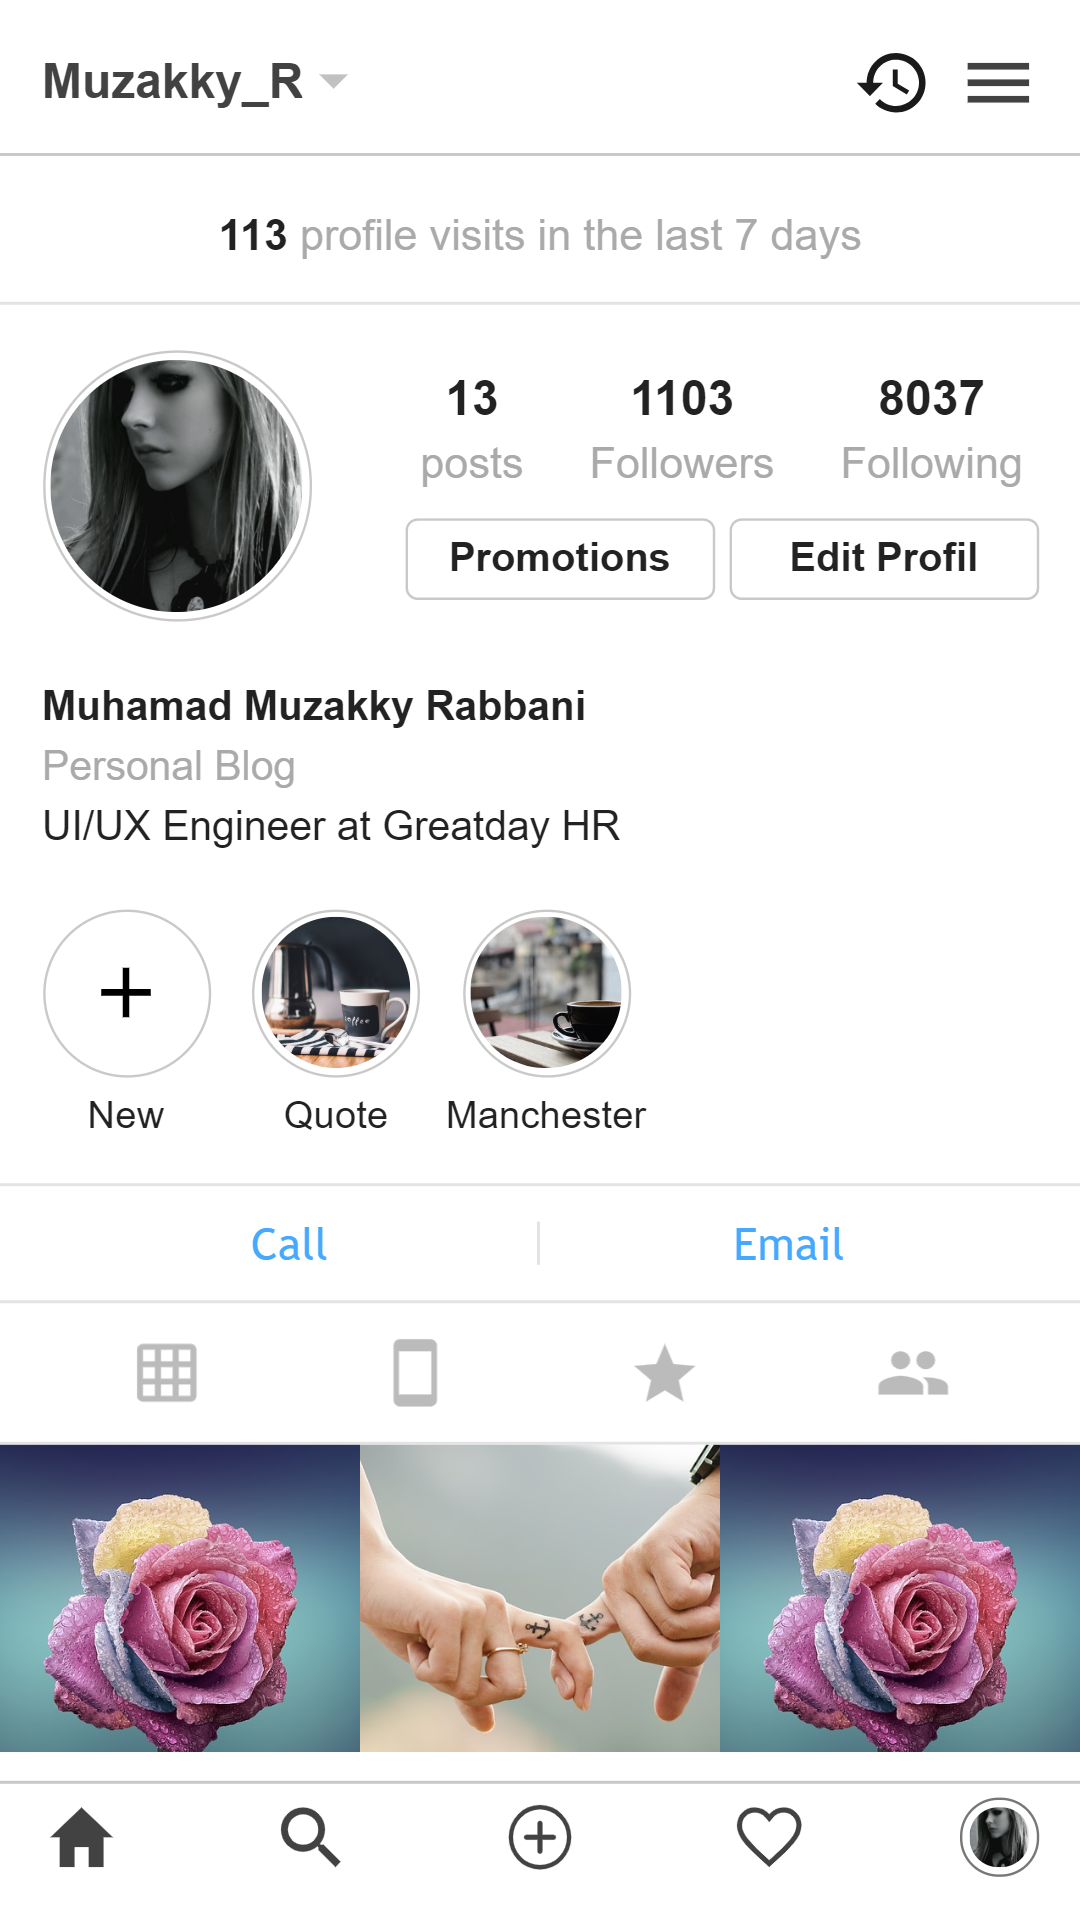 Muzakky_R
113 profile visits in the last 7 days
13 1103 8037
posts Followers Following
Promotions Edit Profil
Muhamad Muzakky Rabbani
Personal Blog
UI/UX Engineer at Greatday HR
coffee
New Quote Manchester
Call Email